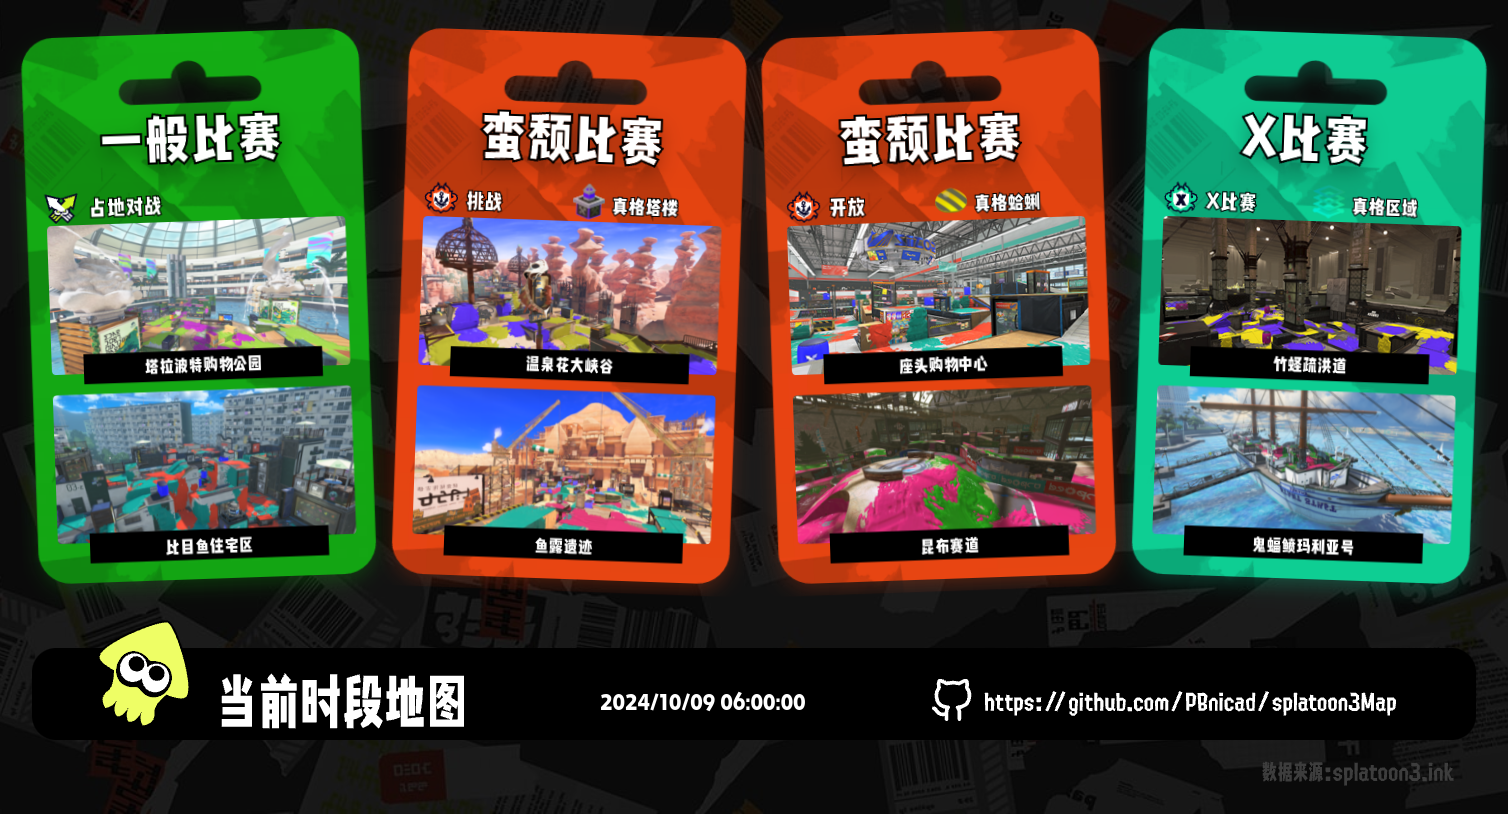 一般比赛
占地对战
塔拉波特购物公园
比目鱼住宅区
蛮颓比赛
挑战
真格塔楼
温泉花大峡谷
鱼露遗迹
蛮颓比赛
开放
真格蛤蜊
座头购物中心
昆布赛道
X比赛
X比赛
真格区域
竹蛏疏洪道
鬼蝠鲼玛利亚号
当前时段地图
2024/10/09 06:00:00
https://github.com/PBnicad/splatoon3Map
数据来源:splatoon3.ink